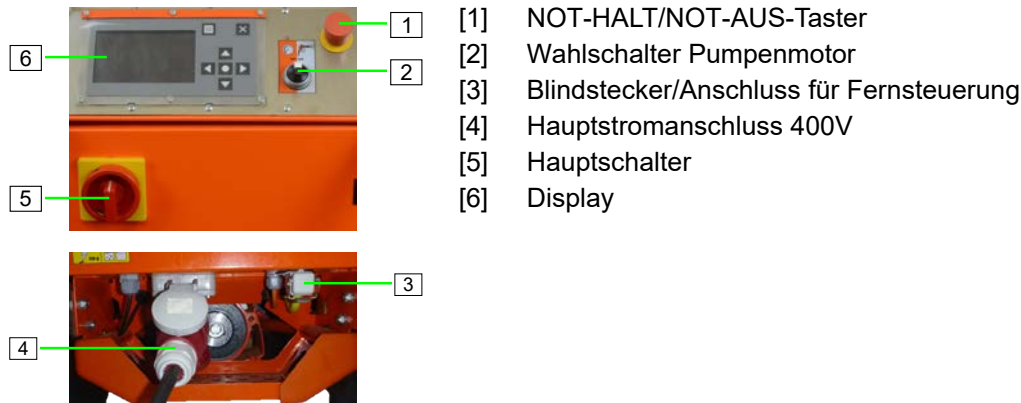 [1] NOT-HALT/NOT-AUS-Taster
[2] Wahlschalter Pumpenmotor
[3] Blindstecker/Anschluss für Fernsteuerung
[4] Hauptstromanschluss 400V
[5] Hauptschalter
[6] Display
1
6
2
5
3
4